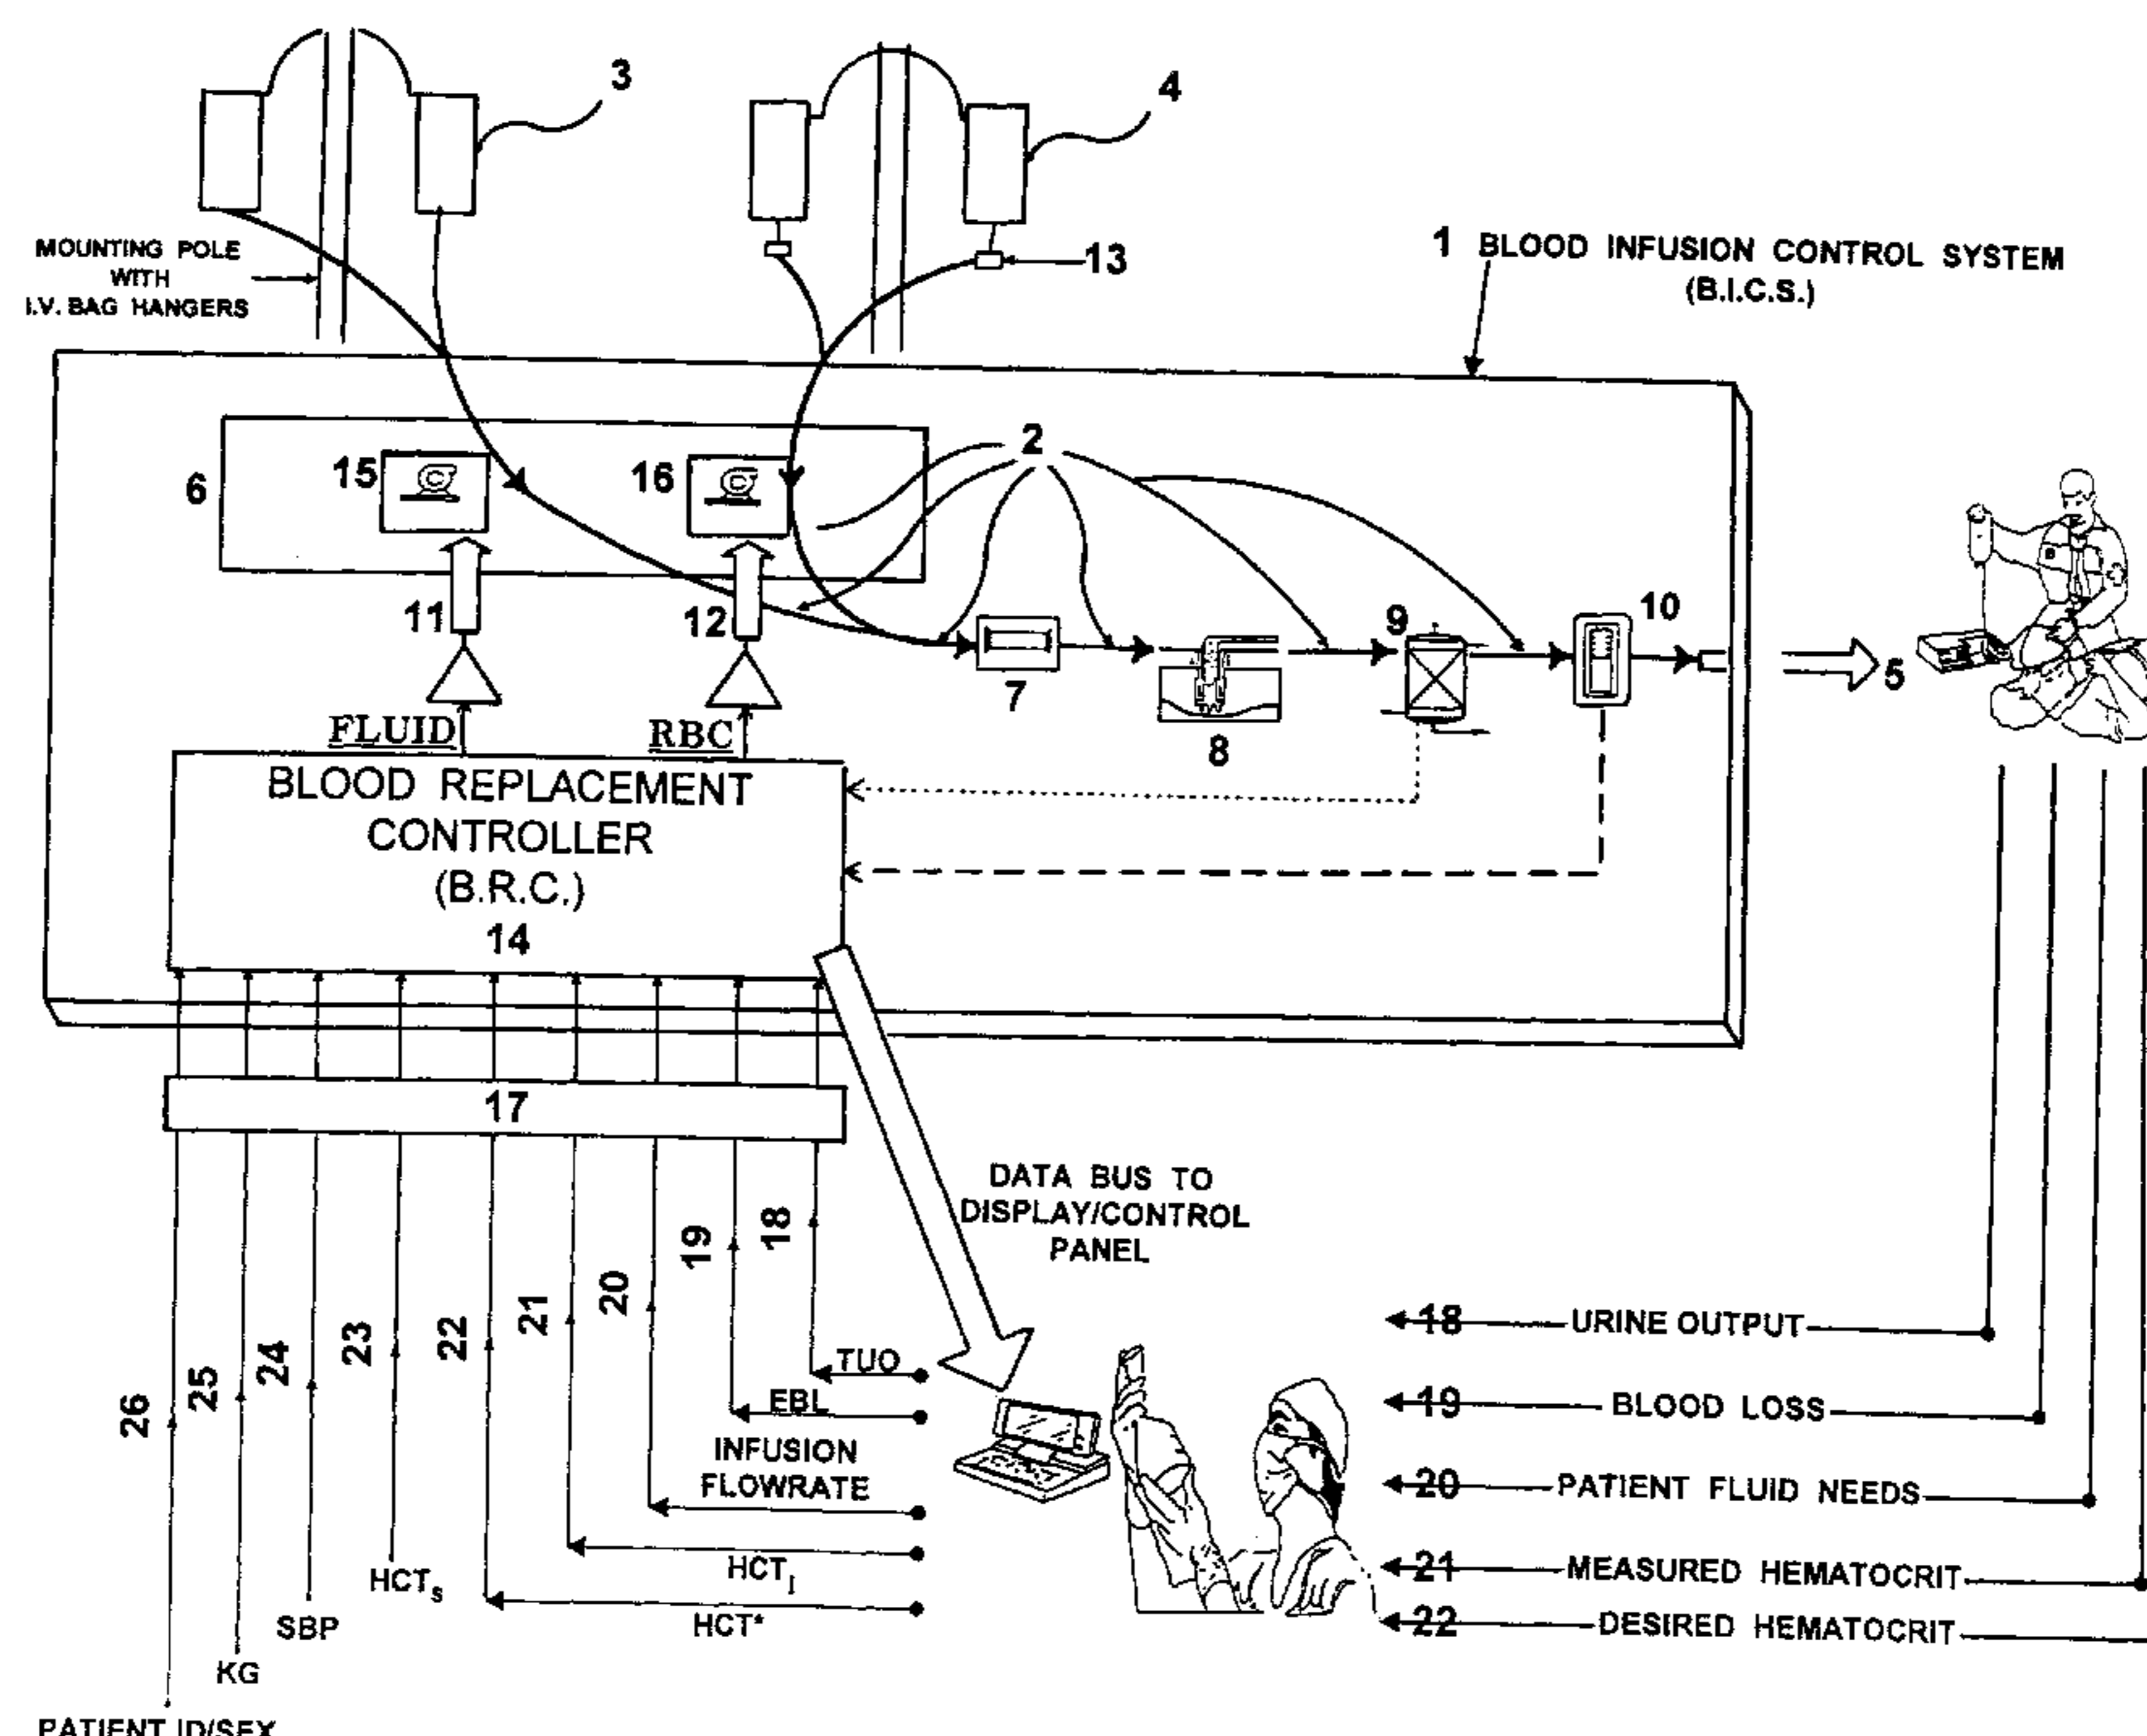 3
4
MOUNTING POLE
WITH
I.V. BAG HANGERS
13
1 BLOOD INFUSION CONTROL SYSTEM
(B.I.C.S.)
2
15
16
6
11
12
7
8
9
10
5
FLUID
RBC
BLOOD REPLACEMENT
CONTROLLER
(B.R.C.)
14
17
DATA BUS TO
DISPLAY/CONTROL
PANEL
26
25
24
23
22
21
20
19
18
TUO
EBL
INFUSION
FLOWRATE
HCT_I
HCT*
HCT_S
SBP
KG
PATIENT ID/SEX
18 URINE OUTPUT
19 BLOOD LOSS
20 PATIENT FLUID NEEDS
21 MEASURED HEMATOCRIT
22 DESIRED HEMATOCRIT